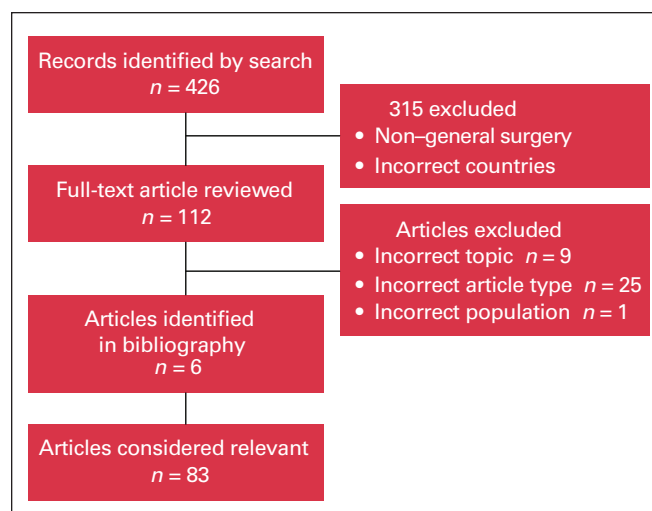 Records identified by search
n = 426
315 excluded
• Non–general surgery
• Incorrect countries
Full-text article reviewed
n = 112
Articles excluded
• Incorrect topic n = 9
• Incorrect article type n = 25
• Incorrect population n = 1
Articles identified
in bibliography
n = 6
Articles considered relevant
n = 83